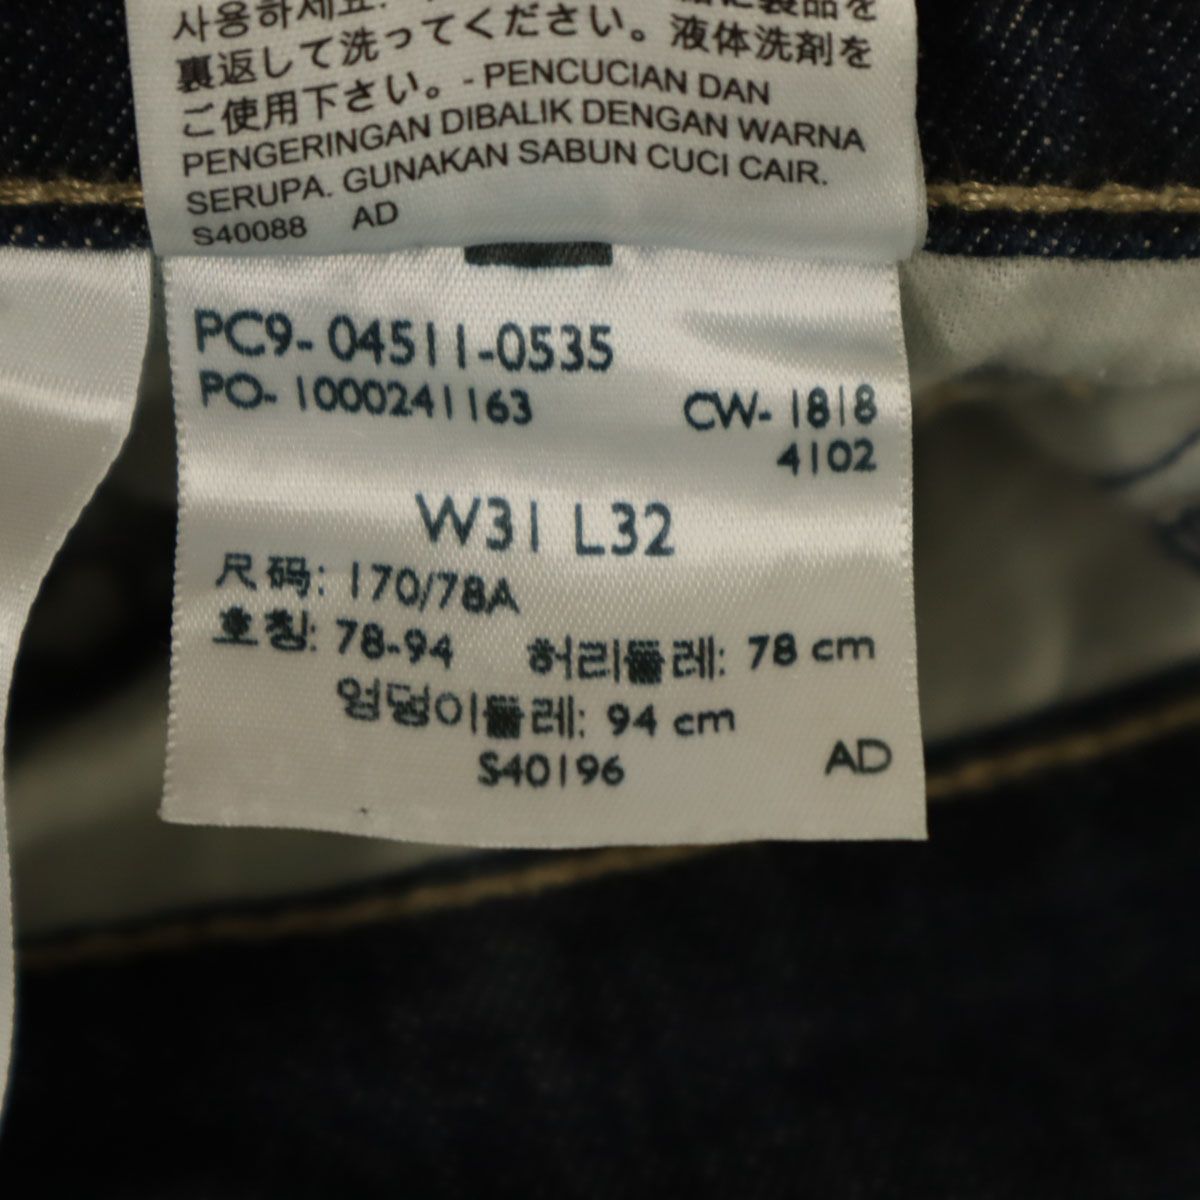 사용하세요. 製品を
裏返して洗ってください。液体洗剤を
ご使用下さい。- PENCUCIAN DAN
PENGERINGAN DIBALIK DENGAN WARNA
SERUPA. GUNAKAN SABUN CUCI CAIR.
S40088 AD
PC9-04511-0535
PO-1000241163 CW-1818
4102
W31 L32
尺码: 170/78A
호칭: 78-94 허리둘레: 78 cm
엉덩이둘레: 94 cm
S40196 AD